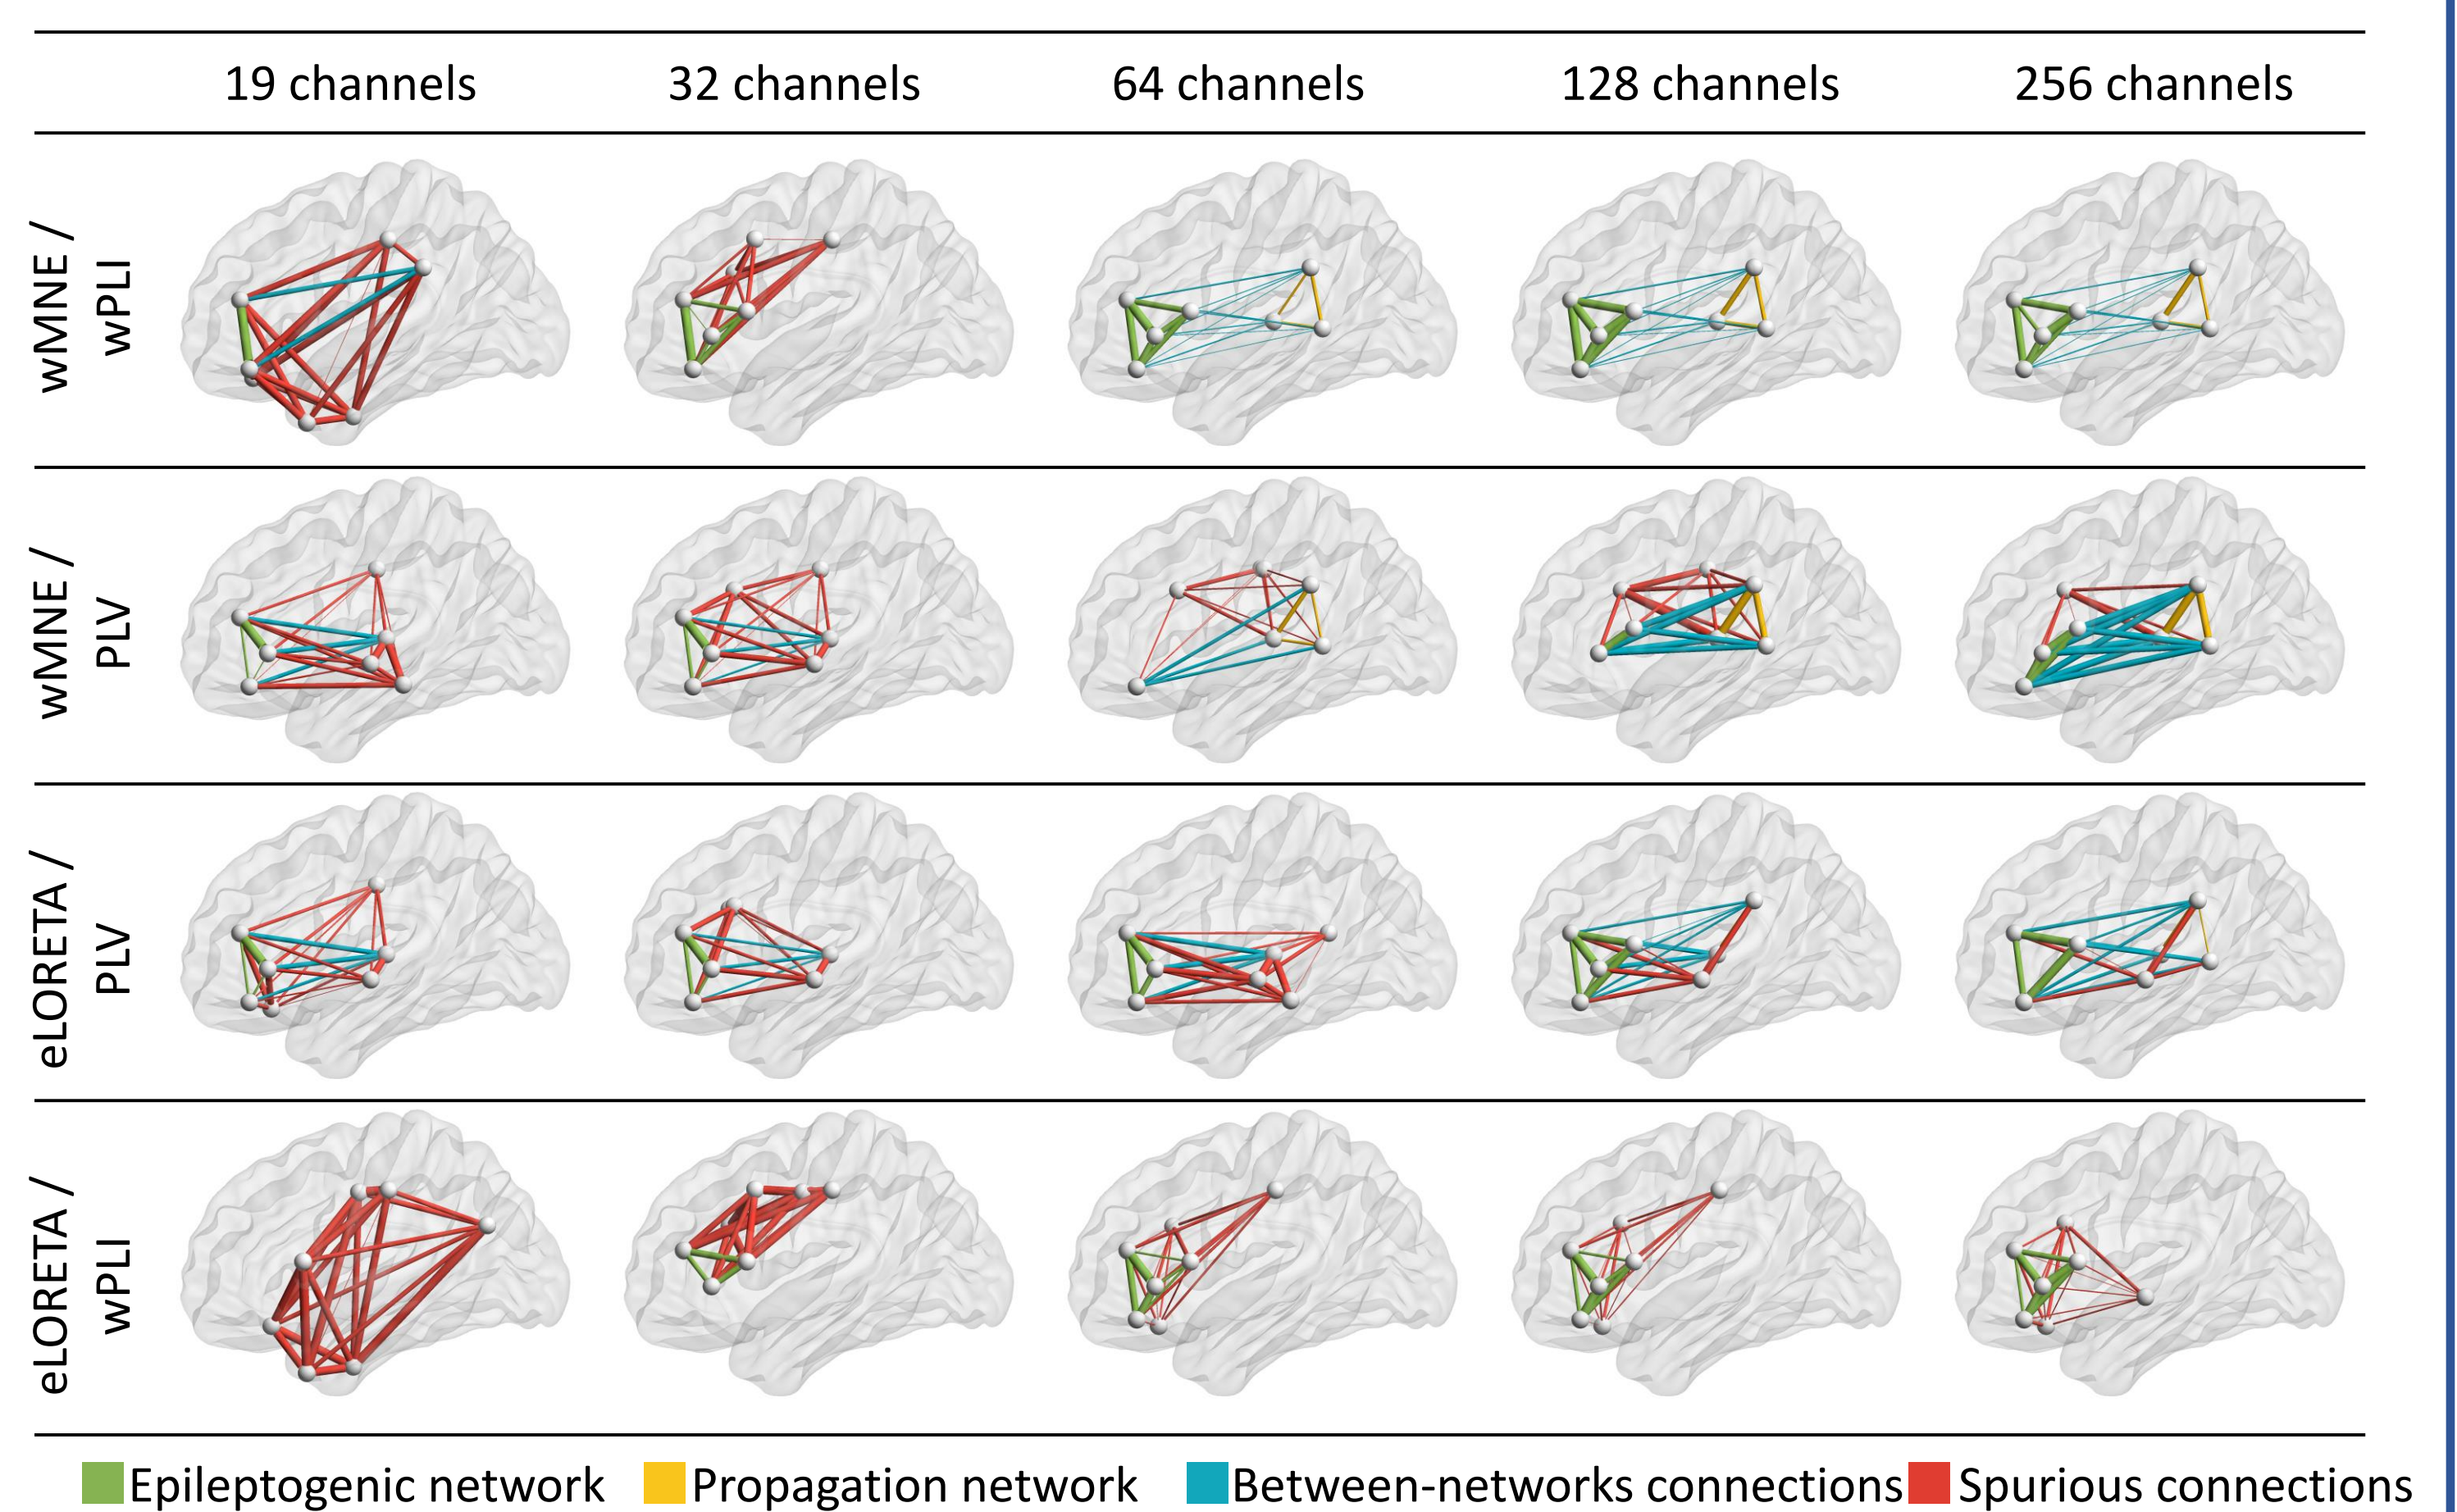 19 channels 32 channels 64 channels 128 channels 256 channels
wMNE /
wPLI
wMNE /
PLV
eLORETA /
PLV
eLORETA /
wPLI
Epileptogenic network Propagation network Between-networks connections Spurious connections